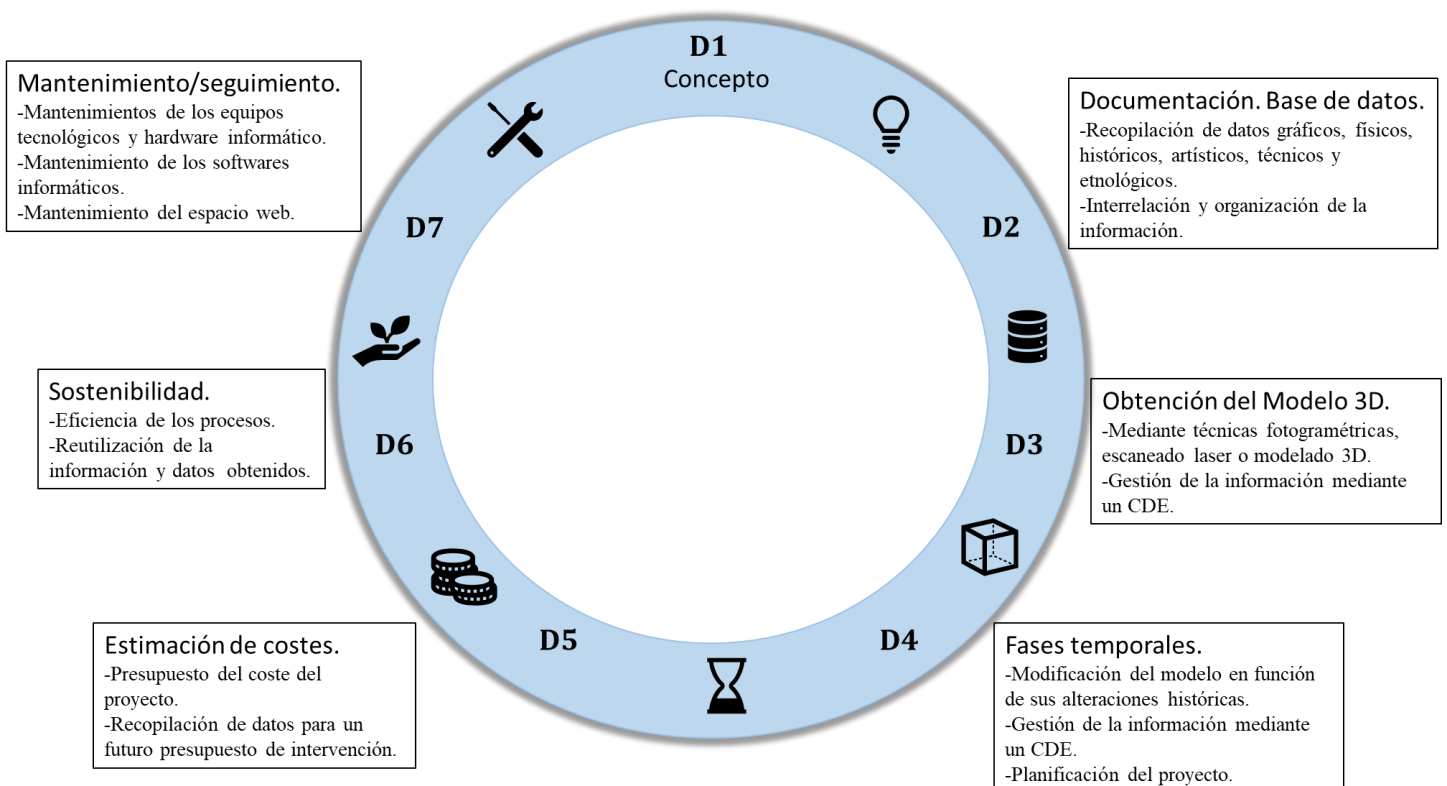 D1
Concepto
D2
Documentación. Base de datos.
-Recopilación de datos gráficos, físicos,
históricos, artísticos, técnicos y
etnológicos.
-Interrelación y organización de la
información.
D3
Obtención del Modelo 3D.
-Mediante técnicas fotogramétricas,
escaneado laser o modelado 3D.
-Gestión de la información mediante
un CDE.
D4
Fases temporales.
-Modificación del modelo en función
de sus alteraciones históricas.
-Gestión de la información mediante
un CDE.
-Planificación del proyecto.
D5
Estimación de costes.
-Presupuesto del coste del
proyecto.
-Recopilación de datos para un
futuro presupuesto de intervención.
D6
Sostenibilidad.
-Eficiencia de los procesos.
-Reutilización de la
información y datos obtenidos.
D7
Mantenimiento/seguimiento.
-Mantenimientos de los equipos
tecnológicos y hardware informático.
-Mantenimiento de los softwares
informáticos.
-Mantenimiento del espacio web.